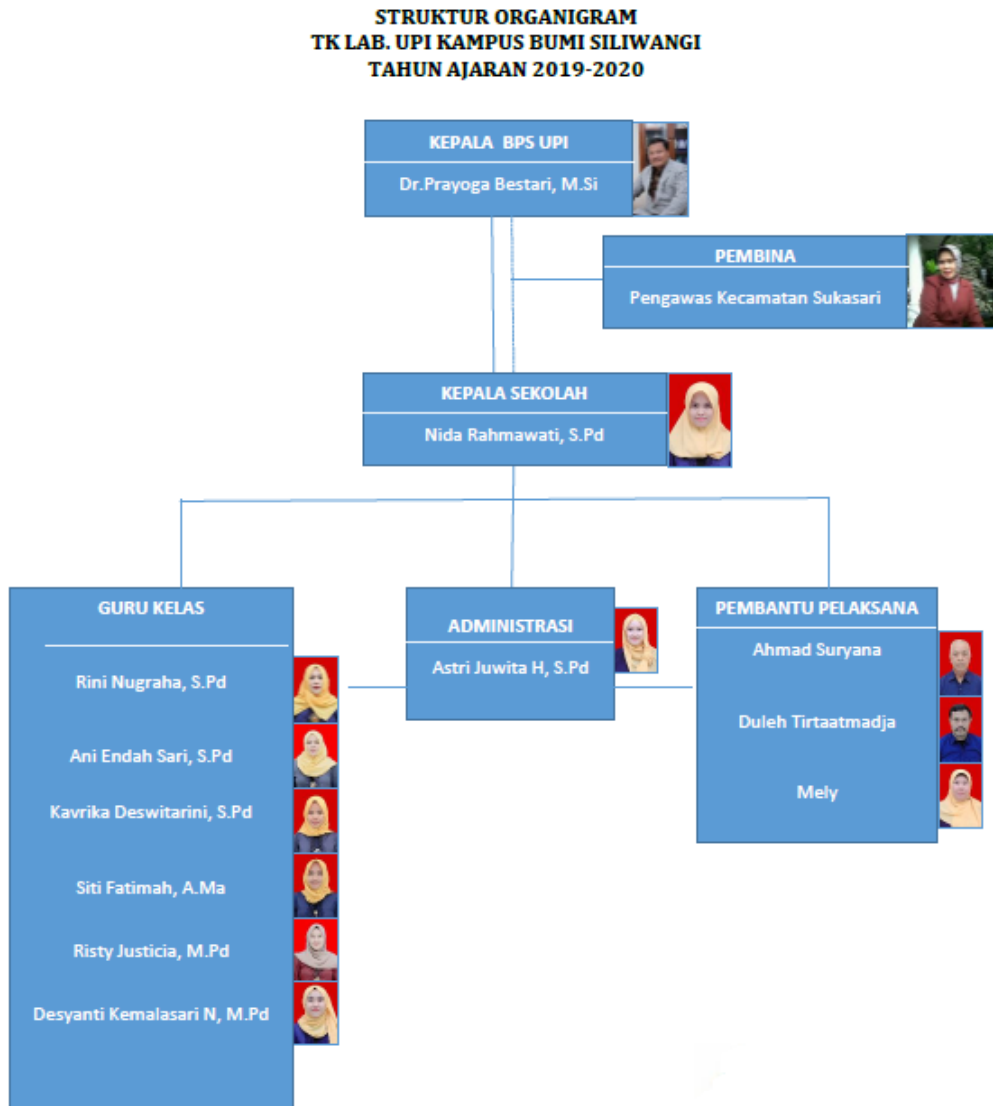 STRUKTUR ORGANIGRAM
TK LAB. UPI KAMPUS BUMI SILIWANGI
TAHUN AJARAN 2019-2020
KEPALA BPS UPI
Dr.Prayoga Bestari, M.Si
PEMBINA
Pengawas Kecamatan Sukasari
KEPALA SEKOLAH
Nida Rahmawati, S.Pd
GURU KELAS
Rini Nugraha, S.Pd
Ani Endah Sari, S.Pd
Kavrika Deswitarini, S.Pd
Siti Fatimah, A.Ma
Risty Justicia, M.Pd
Desyanti Kemalasari N, M.Pd
ADMINISTRASI
Astri Juwita H, S.Pd
PEMBANTU PELAKSANA
Ahmad Suryana
Duleh Tirtaatmadja
Mely